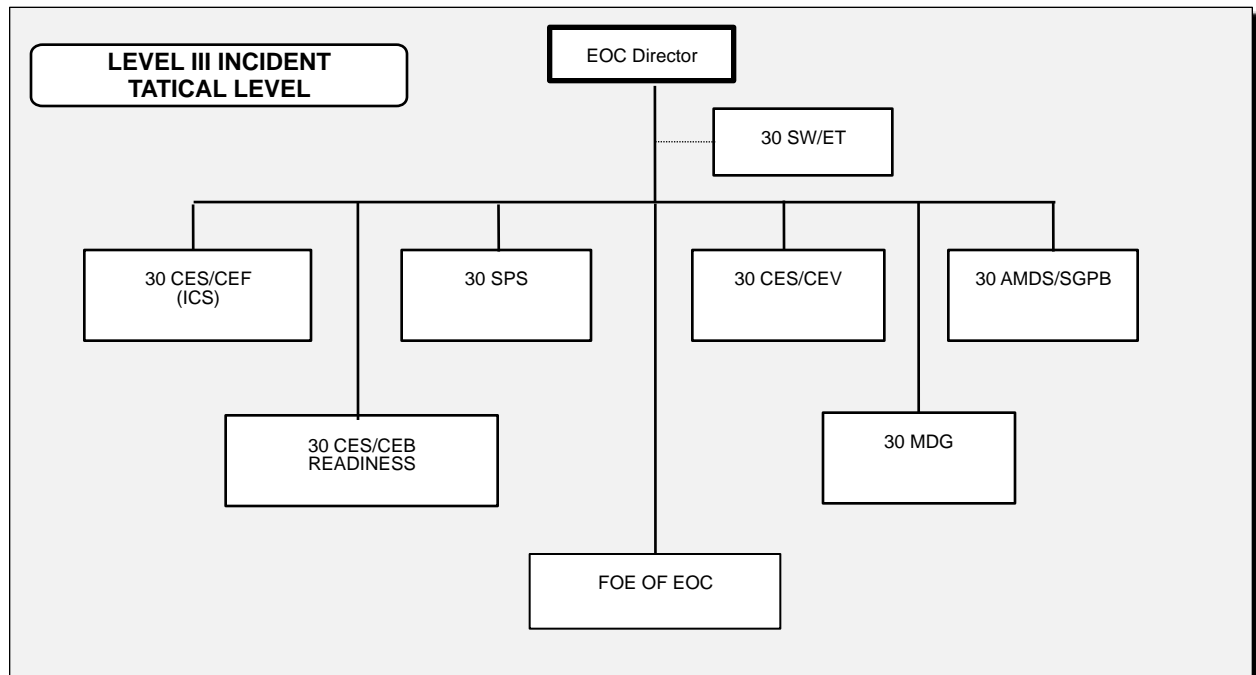 LEVEL III INCIDENT
TATICAL LEVEL
EOC Director
30 SW/ET
30 CES/CEF
(ICS)
30 SPS
30 CES/CEV
30 AMDS/SGPB
30 CES/CEB
READINESS
30 MDG
FOE OF EOC